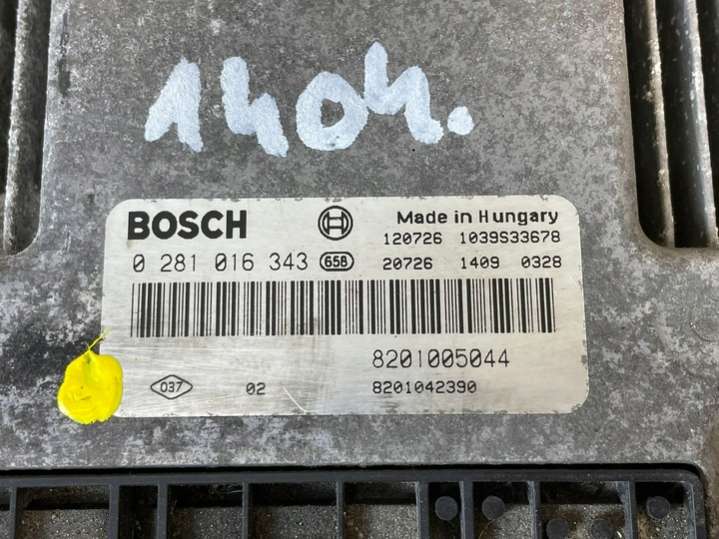 1404.
BOSCH Made in Hungary
120726 1039S33678
0 281 016 343 658 20726 1409 0328
8201005044
037 02 8201042390